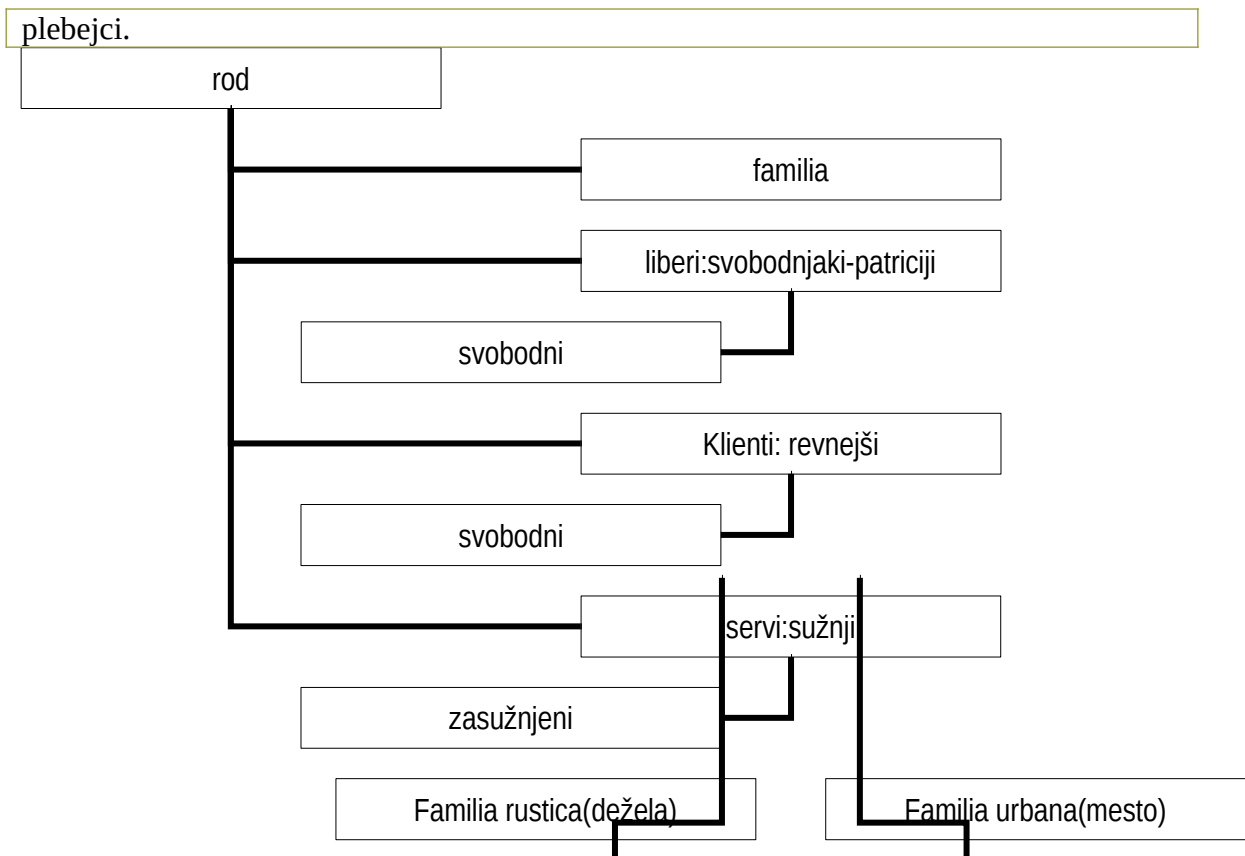 plebejci.
rod
familia
liberi:svobodnjaki-patriciji
svobodni
Klienti: revnejši
svobodni
servi:sužnji
zasužnjeni
Familia rustica(dežela)
Familia urbana(mesto)